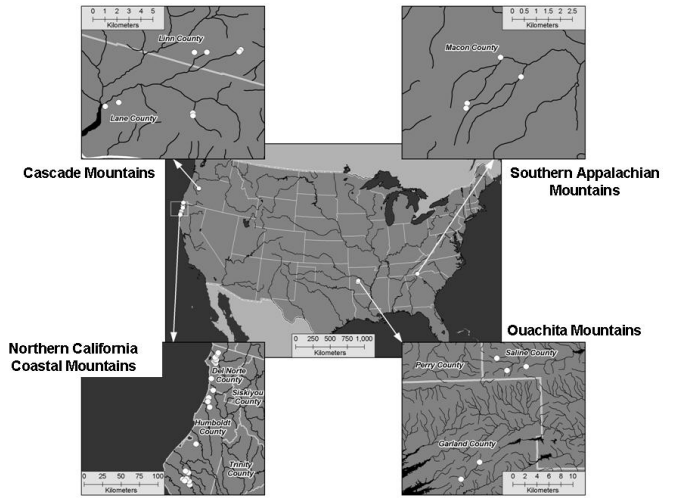 0 1 2 3 4 5
Kilometers
Linn County
Lane County
Cascade Mountains
0 0.5 1 1.5 2 2.5
Kilometers
Macon County
Southern Appalachian
Mountains
0 250 500 750 1,000
Kilometers
Northern California
Coastal Mountains
Del Norte
County
Siskiyou
County
Humboldt
County
Trinity
County
0 25 50 75 100
Kilometers
Ouachita Mountains
Perry County
Saline County
Garland County
0 2 4 6 8 10
Kilometers